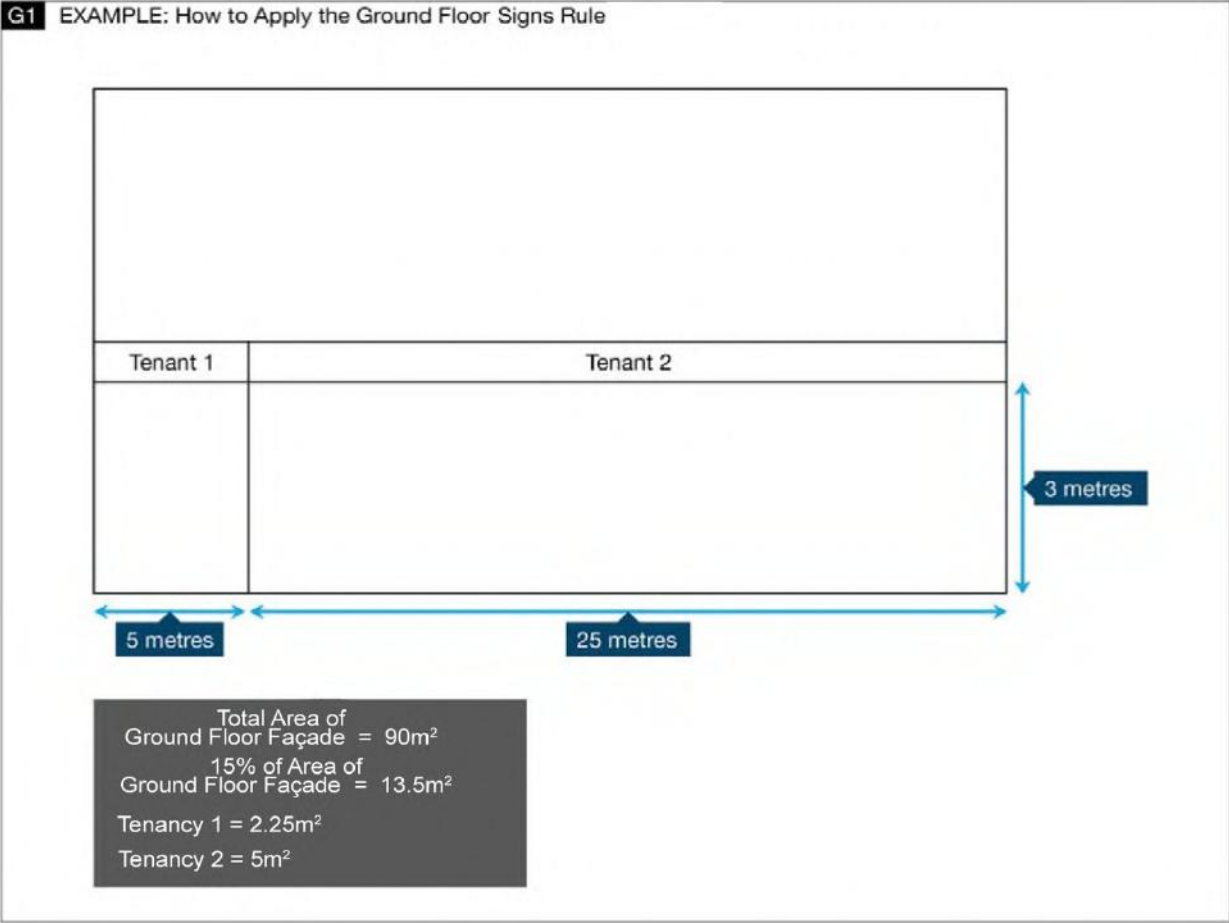 G1 EXAMPLE: How to Apply the Ground Floor Signs Rule
Tenant 1
Tenant 2
3 metres
5 metres
25 metres
Total Area of
Ground Floor Façade = 90m²
15% of Area of
Ground Floor Façade = 13.5m²
Tenancy 1 = 2.25m²
Tenancy 2 = 5m²